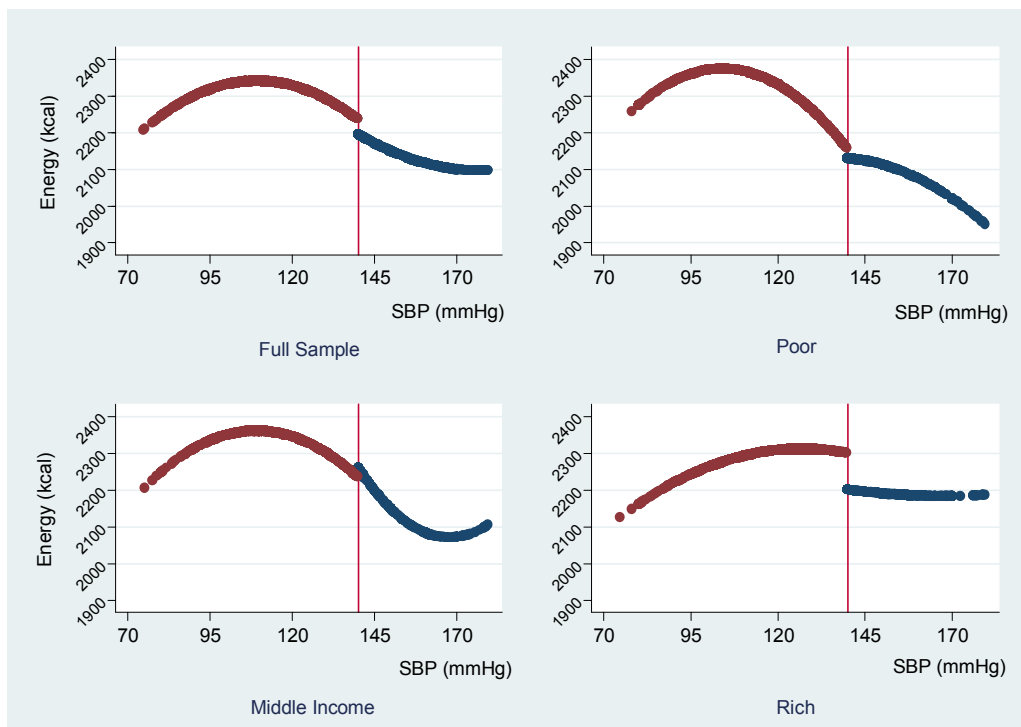 Energy (kcal)
2400
2300
2200
2100
2000
1900
70 95 120 145 170
SBP (mmHg)
Full Sample
2400
2300
2200
2100
2000
1900
70 95 120 145 170
SBP (mmHg)
Poor
Energy (kcal)
2400
2300
2200
2100
2000
1900
70 95 120 145 170
SBP (mmHg)
Middle Income
2400
2300
2200
2100
2000
1900
70 95 120 145 170
SBP (mmHg)
Rich